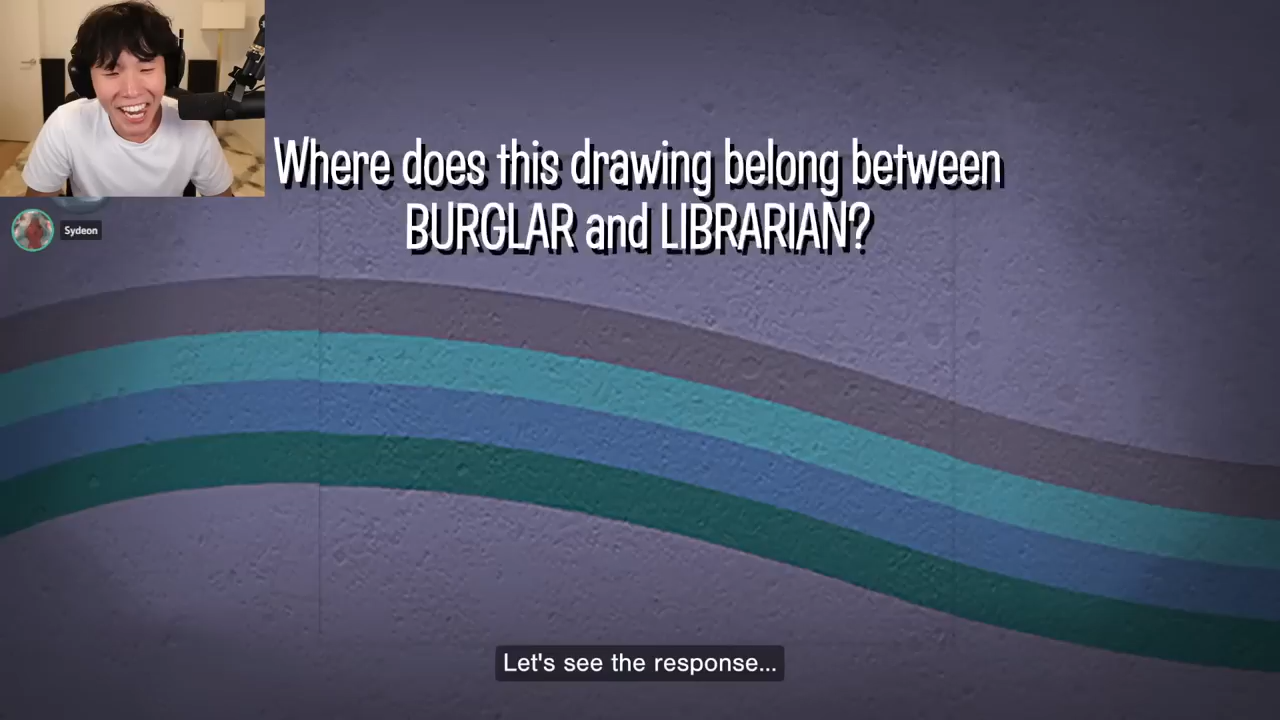 Where does this drawing belong between
BURGLAR and LIBRARIAN?
Sydeon
Let's see the response...